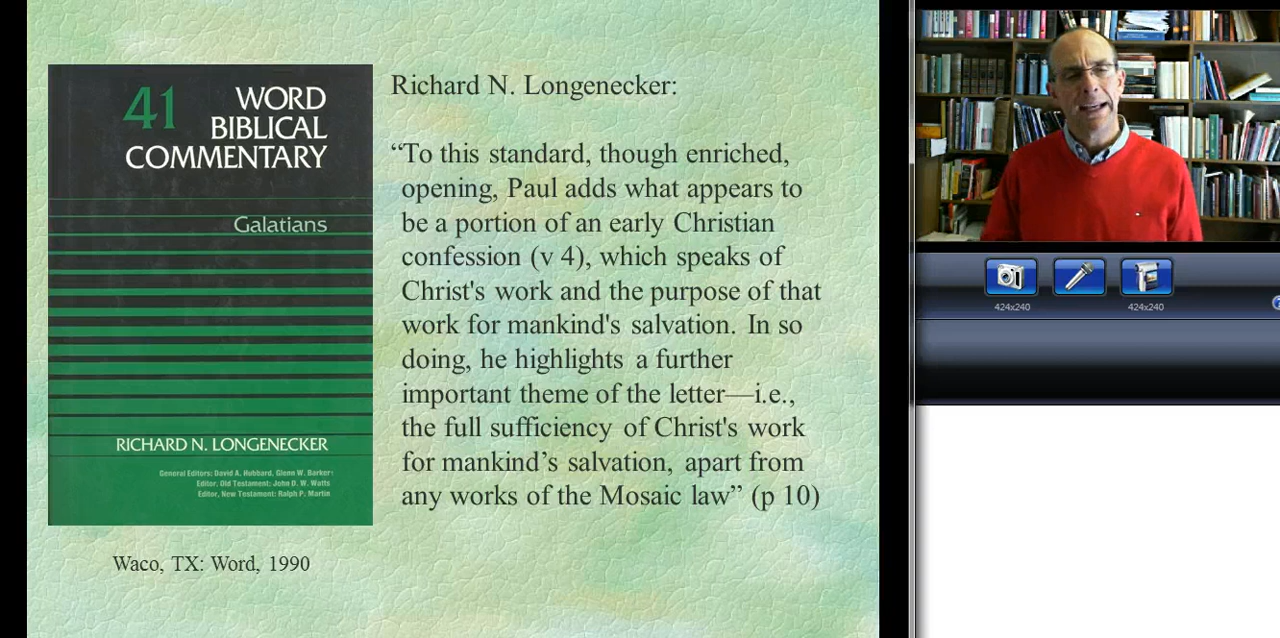 41
WORD
BIBLICAL
COMMENTARY
Galatians
RICHARD N. LONGENECKER
General Editors: David A. Hubbard, Glenn W. Barker
Editor, Old Testament: John D. W. Watts
Editor, New Testament: Ralph P. Martin
Waco, TX: Word, 1990
Richard N. Longenecker:
“To this standard, though enriched,
opening, Paul adds what appears to
be a portion of an early Christian
confession (v 4), which speaks of
Christ's work and the purpose of that
work for mankind's salvation. In so
doing, he highlights a further
important theme of the letter—i.e.,
the full sufficiency of Christ's work
for mankind’s salvation, apart from
any works of the Mosaic law” (p 10)
424x240
424x240